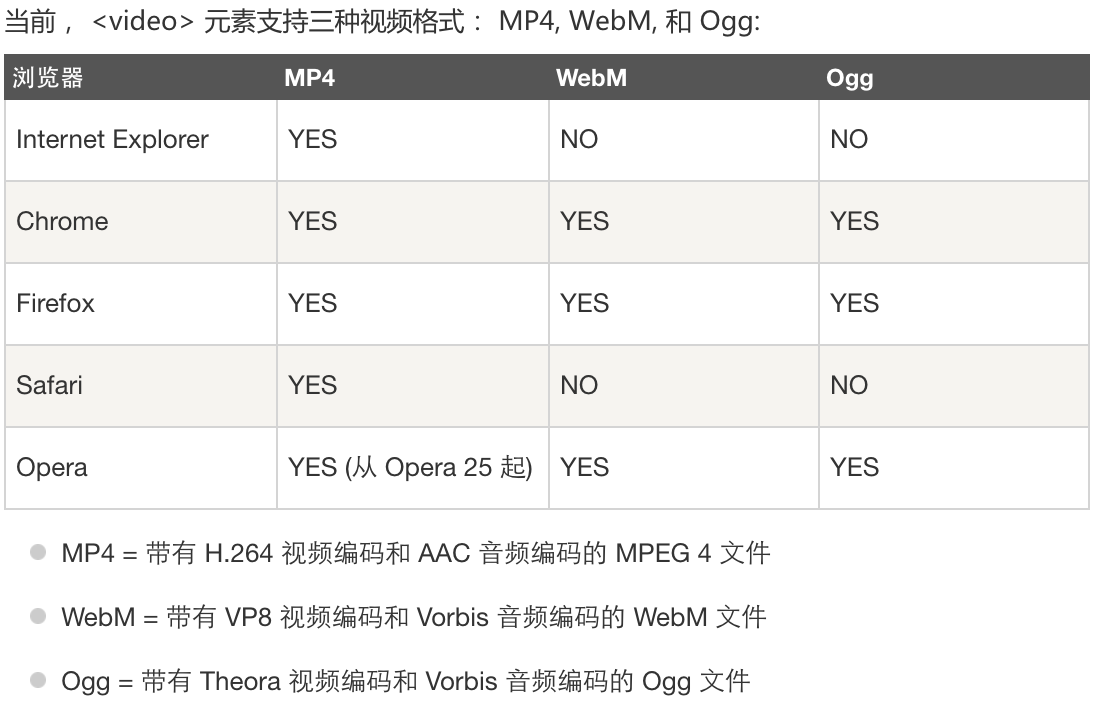 当前， <video> 元素支持三种视频格式： MP4, WebM, 和 Ogg:
浏览器 MP4 WebM Ogg
Internet Explorer YES NO NO
Chrome YES YES YES
Firefox YES YES YES
Safari YES NO NO
Opera YES (从 Opera 25 起) YES YES
MP4 = 带有 H.264 视频编码和 AAC 音频编码的 MPEG 4 文件
WebM = 带有 VP8 视频编码和 Vorbis 音频编码的 WebM 文件
Ogg = 带有 Theora 视频编码和 Vorbis 音频编码的 Ogg 文件